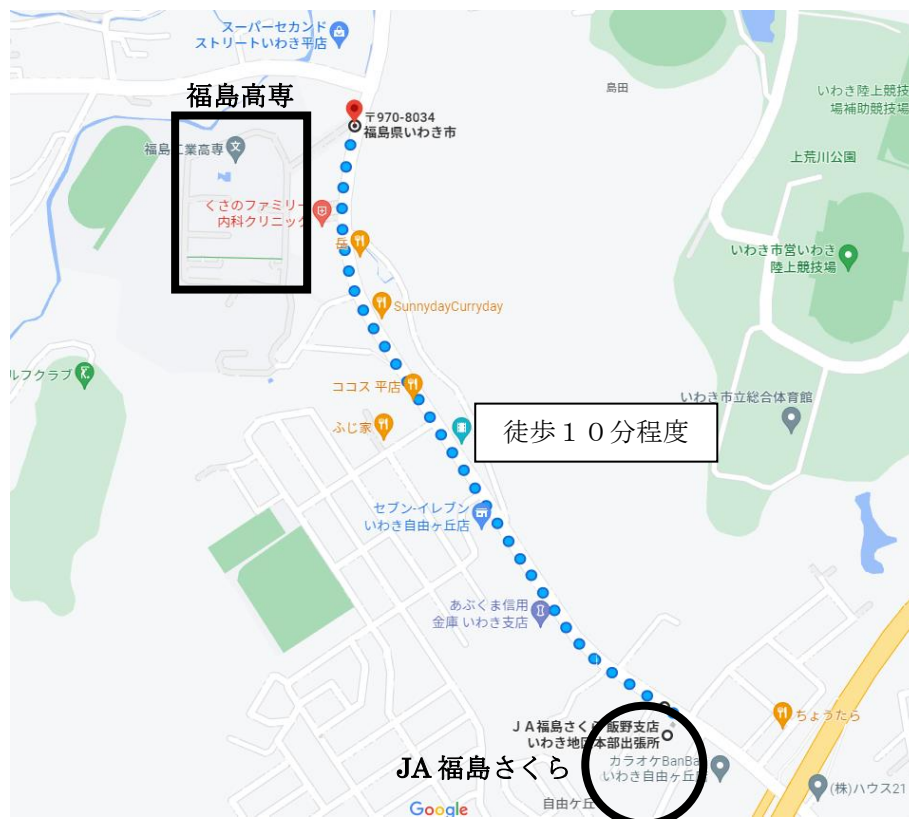 スーパーセカンド
ストリートいわき平店
福島高専
島田
いわき陸上競技
場補助競技場
〒970-8034
福島県いわき市
福島工業高専
上荒川公園
くさのファミリー
内科クリニック
岳
いわき市営いわき
陸上競技場
SunnydayCurryday
ルフクラブ
ココス 平店
いわき市立総合体育館
ふじ家
徒歩10分程度
セブン-イレブン
いわき自由ヶ丘店
あぶくま信用
金庫 いわき支店
ちょうたら
JA福島さくら 飯野支店
いわき地区本部出張所
JA福島さくら
カラオケBanBa
いわき自由ヶ丘店
(株)ハウス21
自由ケ丘
Google